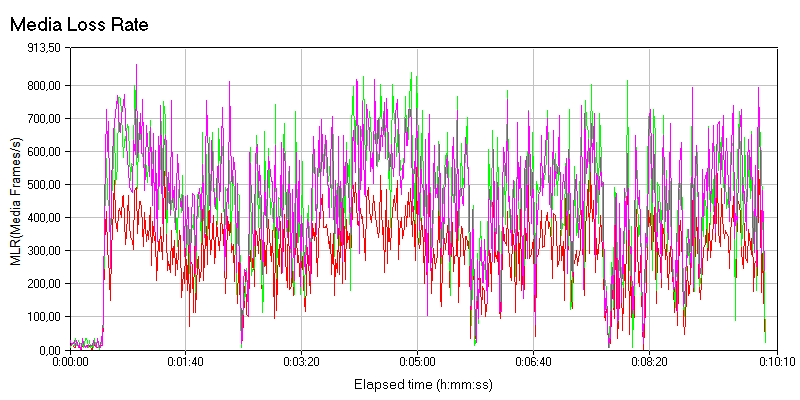 Media Loss Rate
913,50
800,00
700,00
600,00
500,00
400,00
300,00
200,00
100,00
0,00
MLR(Media Frames/s)
0:00:00 0:01:40 0:03:20 0:05:00 0:06:40 0:08:20 0:10:10
Elapsed time (h:mm:ss)